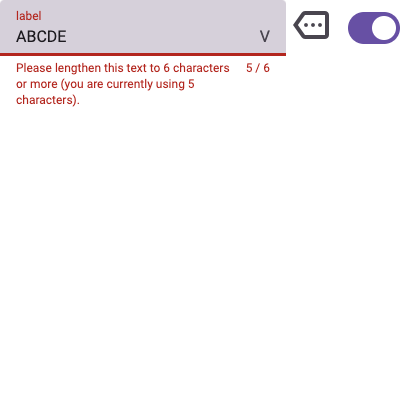 label
ABCDE V
Please lengthen this text to 6 characters 5 / 6
or more (you are currently using 5
characters).